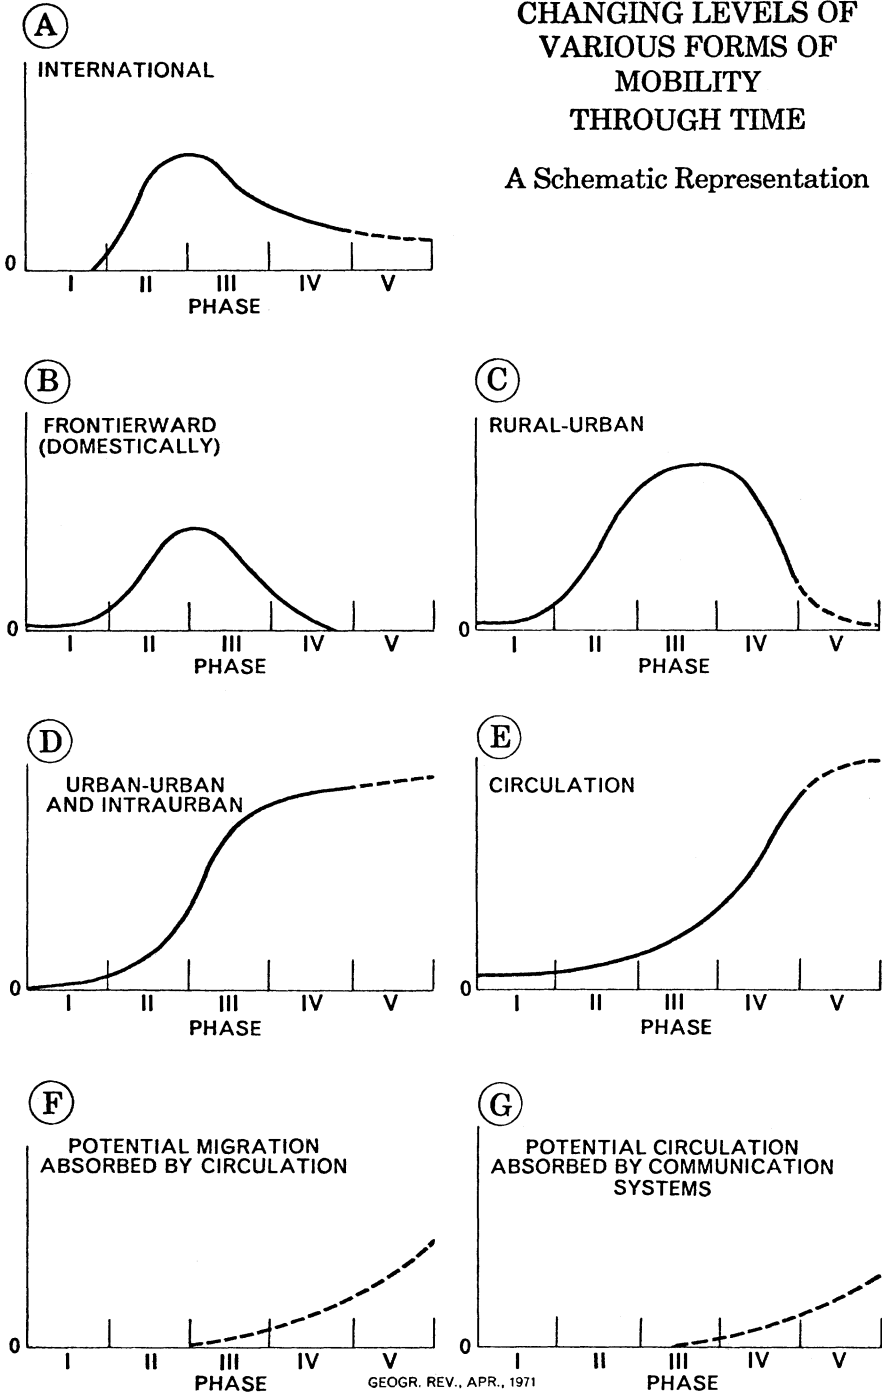 A
CHANGING LEVELS OF
VARIOUS FORMS OF
MOBILITY
THROUGH TIME
A Schematic Representation
INTERNATIONAL
0
I II III IV V
PHASE
B
FRONTIERWARD
(DOMESTICALLY)
0
I II III IV V
PHASE
C
RURAL-URBAN
0
I II III IV V
PHASE
D
URBAN-URBAN
AND INTRAURBAN
0
I II III IV V
PHASE
E
CIRCULATION
0
I II III IV V
PHASE
F
POTENTIAL MIGRATION
ABSORBED BY CIRCULATION
0
I II III IV V
PHASE
G
POTENTIAL CIRCULATION
ABSORBED BY COMMUNICATION
SYSTEMS
0
I II III IV V
PHASE
GEOGR. REV., APR., 1971